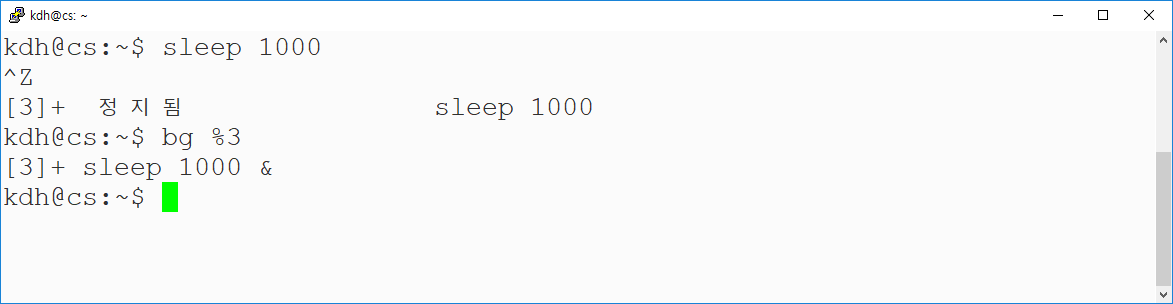 kdh@cs: ~
kdh@cs:~$ sleep 1000
^Z
[3]+  정지됨                 sleep 1000
kdh@cs:~$ bg %3
[3]+ sleep 1000 &
kdh@cs:~$